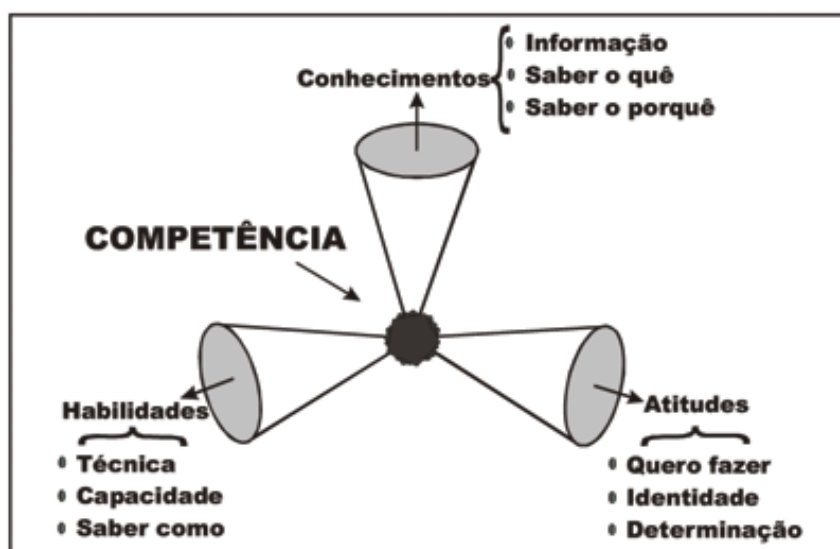 Conhecimentos
Informação
Saber o quê
Saber o porquê
COMPETÊNCIA
Habilidades
Técnica
Capacidade
Saber como
Atitudes
Quero fazer
Identidade
Determinação